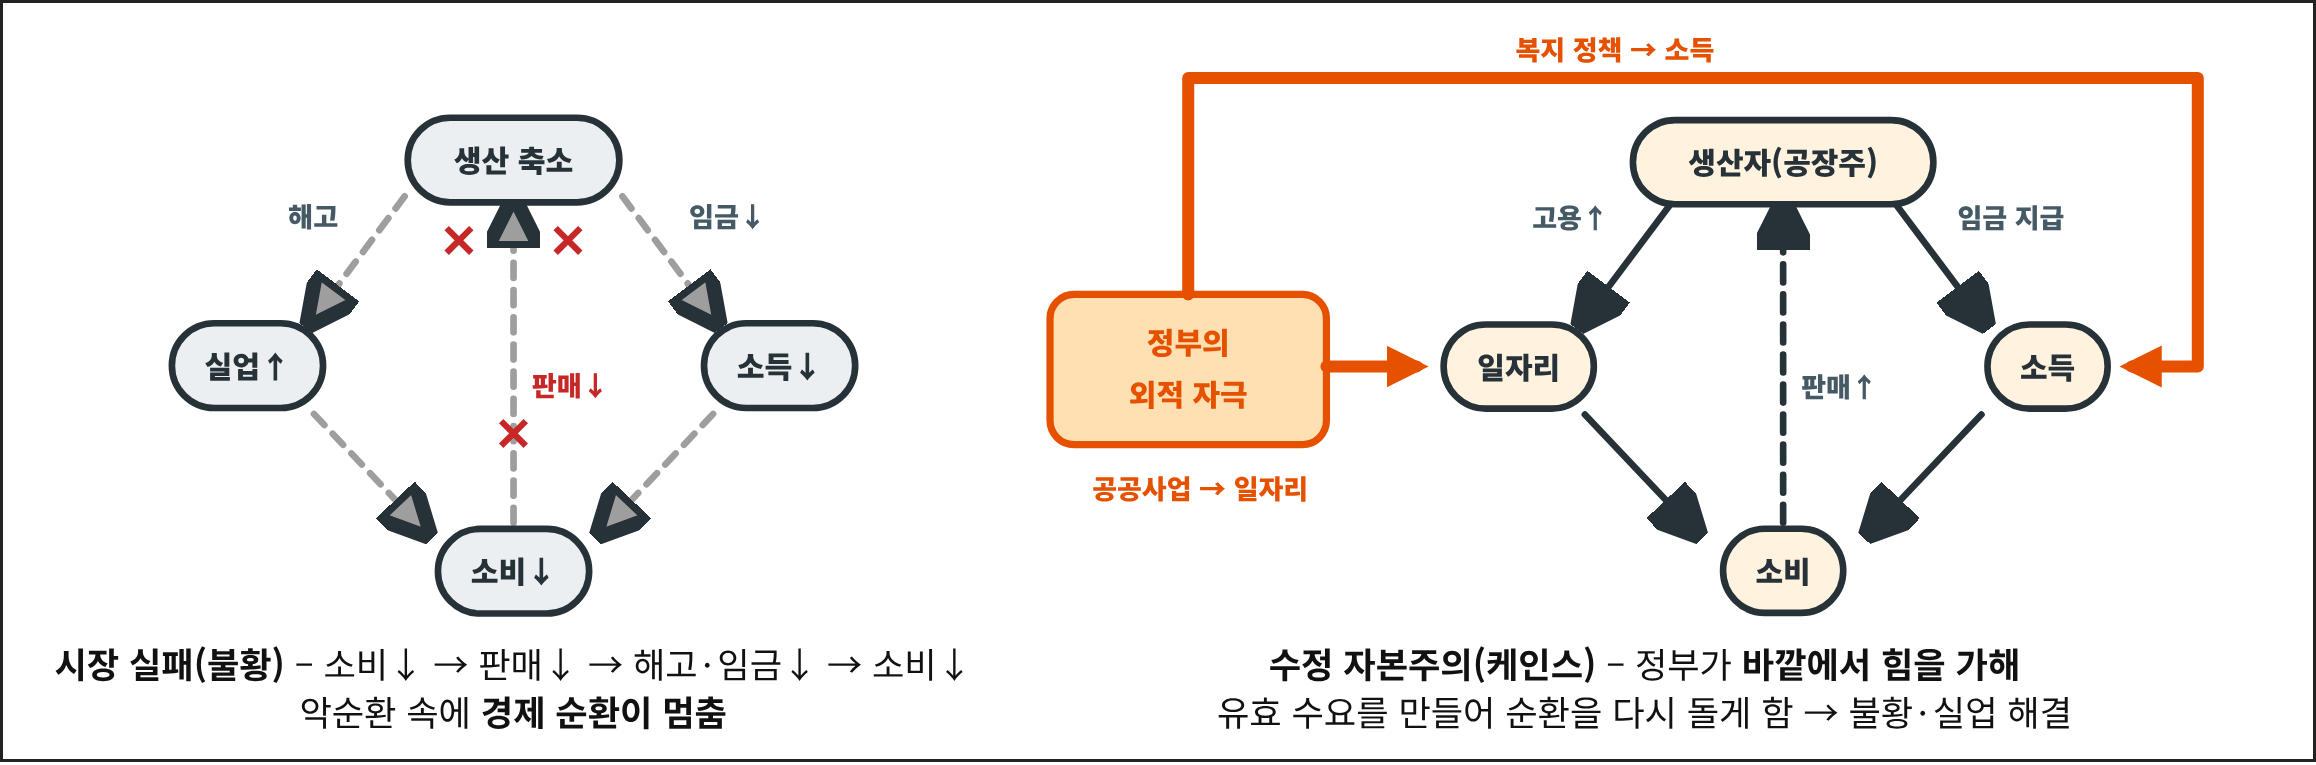 생산 축소
해고
임금↓
실업↑
소득↓
판매↓
소비↓
시장 실패(불황) – 소비↓ → 판매↓ → 해고·임금↓ → 소비↓
악순환 속에 경제 순환이 멈춤
복지 정책 → 소득
생산자(공장주)
고용↑
임금 지급
정부의
외적 자극
일자리
소득
판매↑
공공사업 → 일자리
소비
수정 자본주의(케인스) – 정부가 바깥에서 힘을 가해
유효 수요를 만들어 순환을 다시 돌게 함 → 불황·실업 해결